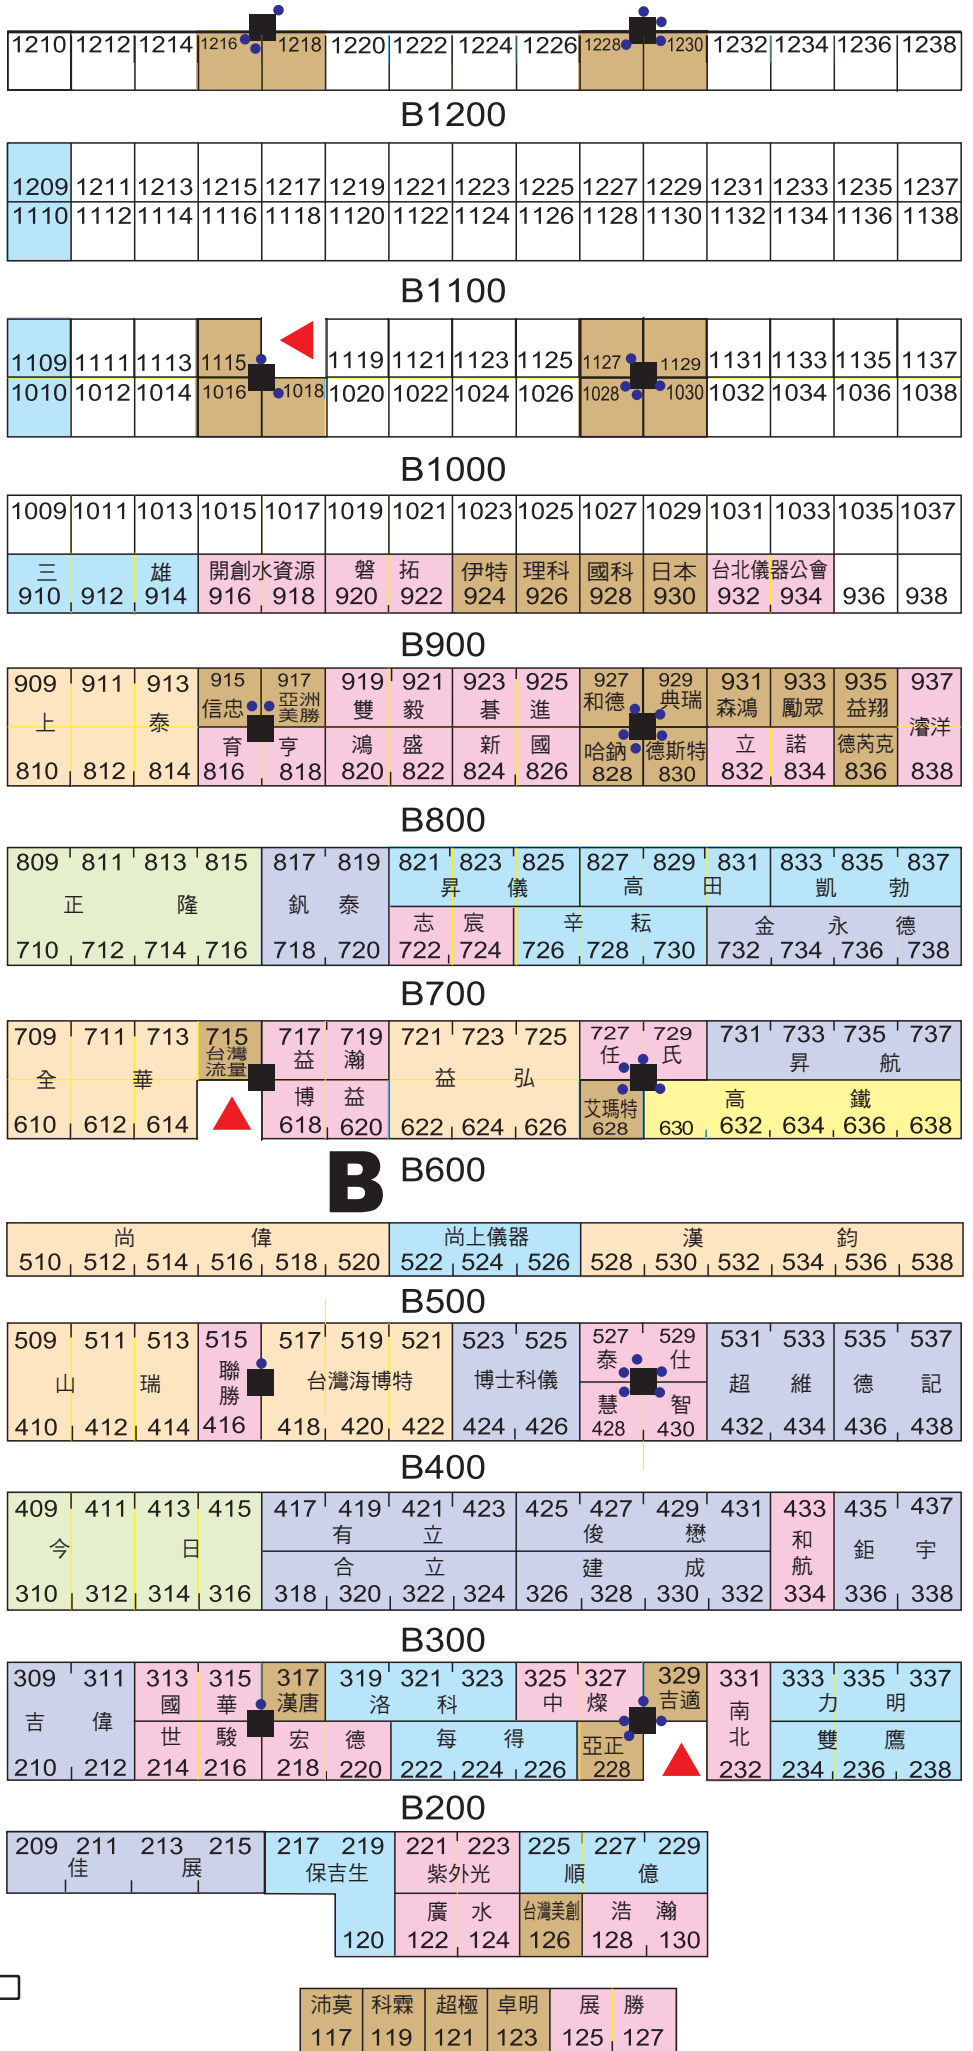 1210 1212 1214 1216 1218 1220 1222 1224 1226 1228 1230 1232 1234 1236 1238
B1200
1209 1211 1213 1215 1217 1219 1221 1223 1225 1227 1229 1231 1233 1235 1237
1110 1112 1114 1116 1118 1120 1122 1124 1126 1128 1130 1132 1134 1136 1138
B1100
1109 1111 1113 1115 1119 1121 1123 1125 1127 1129 1131 1133 1135 1137
1010 1012 1014 1016 1018 1020 1022 1024 1026 1028 1030 1032 1034 1036 1038
B1000
1009 1011 1013 1015 1017 1019 1021 1023 1025 1027 1029 1031 1033 1035 1037
三 雄 開創水資源 磐 拓 伊特 理科 國科 日本 台北儀器公會
910 912 914 916 918 920 922 924 926 928 930 932 934 936 938
B900
909 911 913 915 917 919 921 923 925 927 929 931 933 935 937
上 泰 信忠 亞洲美勝 雙 毅 碁 進 和德 典瑞 森鴻 勵眾 益翔 濬洋
育 亨 鴻 盛 新 國 哈鈉 德斯特 立 諾 德芮克
810 812 814 816 818 820 822 824 826 828 830 832 834 836 838
B800
809 811 813 815 817 819 821 823 825 827 829 831 833 835 837
正 隆 釩 泰 昇 儀 高 田 凱 勃
志 宸 辛 耘 金 永 德
710 712 714 716 718 720 722 724 726 728 730 732 734 736 738
B700
709 711 713 715 717 719 721 723 725 727 729 731 733 735 737
全 華 台灣流量 益 瀚 益 弘 任 氏 昇 航
博 益 艾瑪特 高 鐵
610 612 614 618 620 622 624 626 628 630 632 634 636 638
B B600
尚 偉 尚上儀器 漢 鈞
510 512 514 516 518 520 522 524 526 528 530 532 534 536 538
B500
509 511 513 515 517 519 521 523 525 527 529 531 533 535 537
山 瑞 聯勝 台灣海博特 博士科儀 泰 仕 超 維 德 記
慧 智
410 412 414 416 418 420 422 424 426 428 430 432 434 436 438
B400
409 411 413 415 417 419 421 423 425 427 429 431 433 435 437
今 日 有 立 俊 懋 和航 鉅 宇
合 立 建 成
310 312 314 316 318 320 322 324 326 328 330 332 334 336 338
B300
309 311 313 315 317 319 321 323 325 327 329 331 333 335 337
吉 偉 國 華 漢唐 洛 科 中 燦 吉適 南北 力 明
世 駿 宏 德 每 得 亞正 雙 鷹
210 212 214 216 218 220 222 224 226 228 232 234 236 238
B200
209 211 213 215 217 219 221 223 225 227 229
佳 展 保吉生 紫外光 順 億
廣 水 台灣美創 浩 瀚
120 122 124 126 128 130
沛莫 科霖 超極 卓明 展 勝
117 119 121 123 125 127